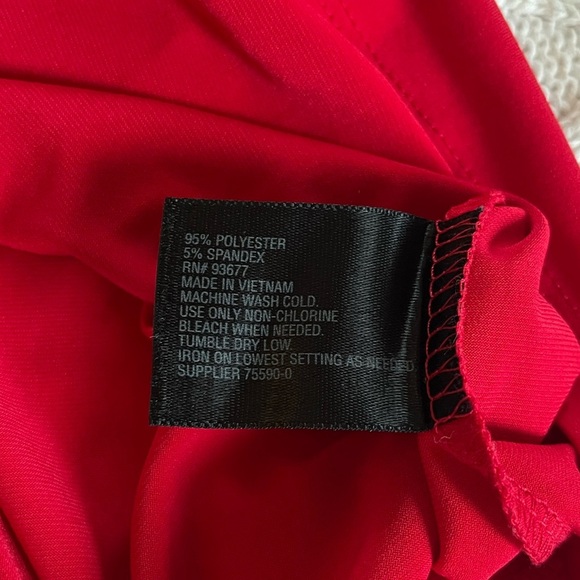 95% POLYESTER
5% SPANDEX
RN# 93677
MADE IN VIETNAM
MACHINE WASH COLD.
USE ONLY NON-CHLORINE
BLEACH WHEN NEEDED.
TUMBLE DRY LOW.
IRON ON LOWEST SETTING AS NEEDED
SUPPLIER 75590-0